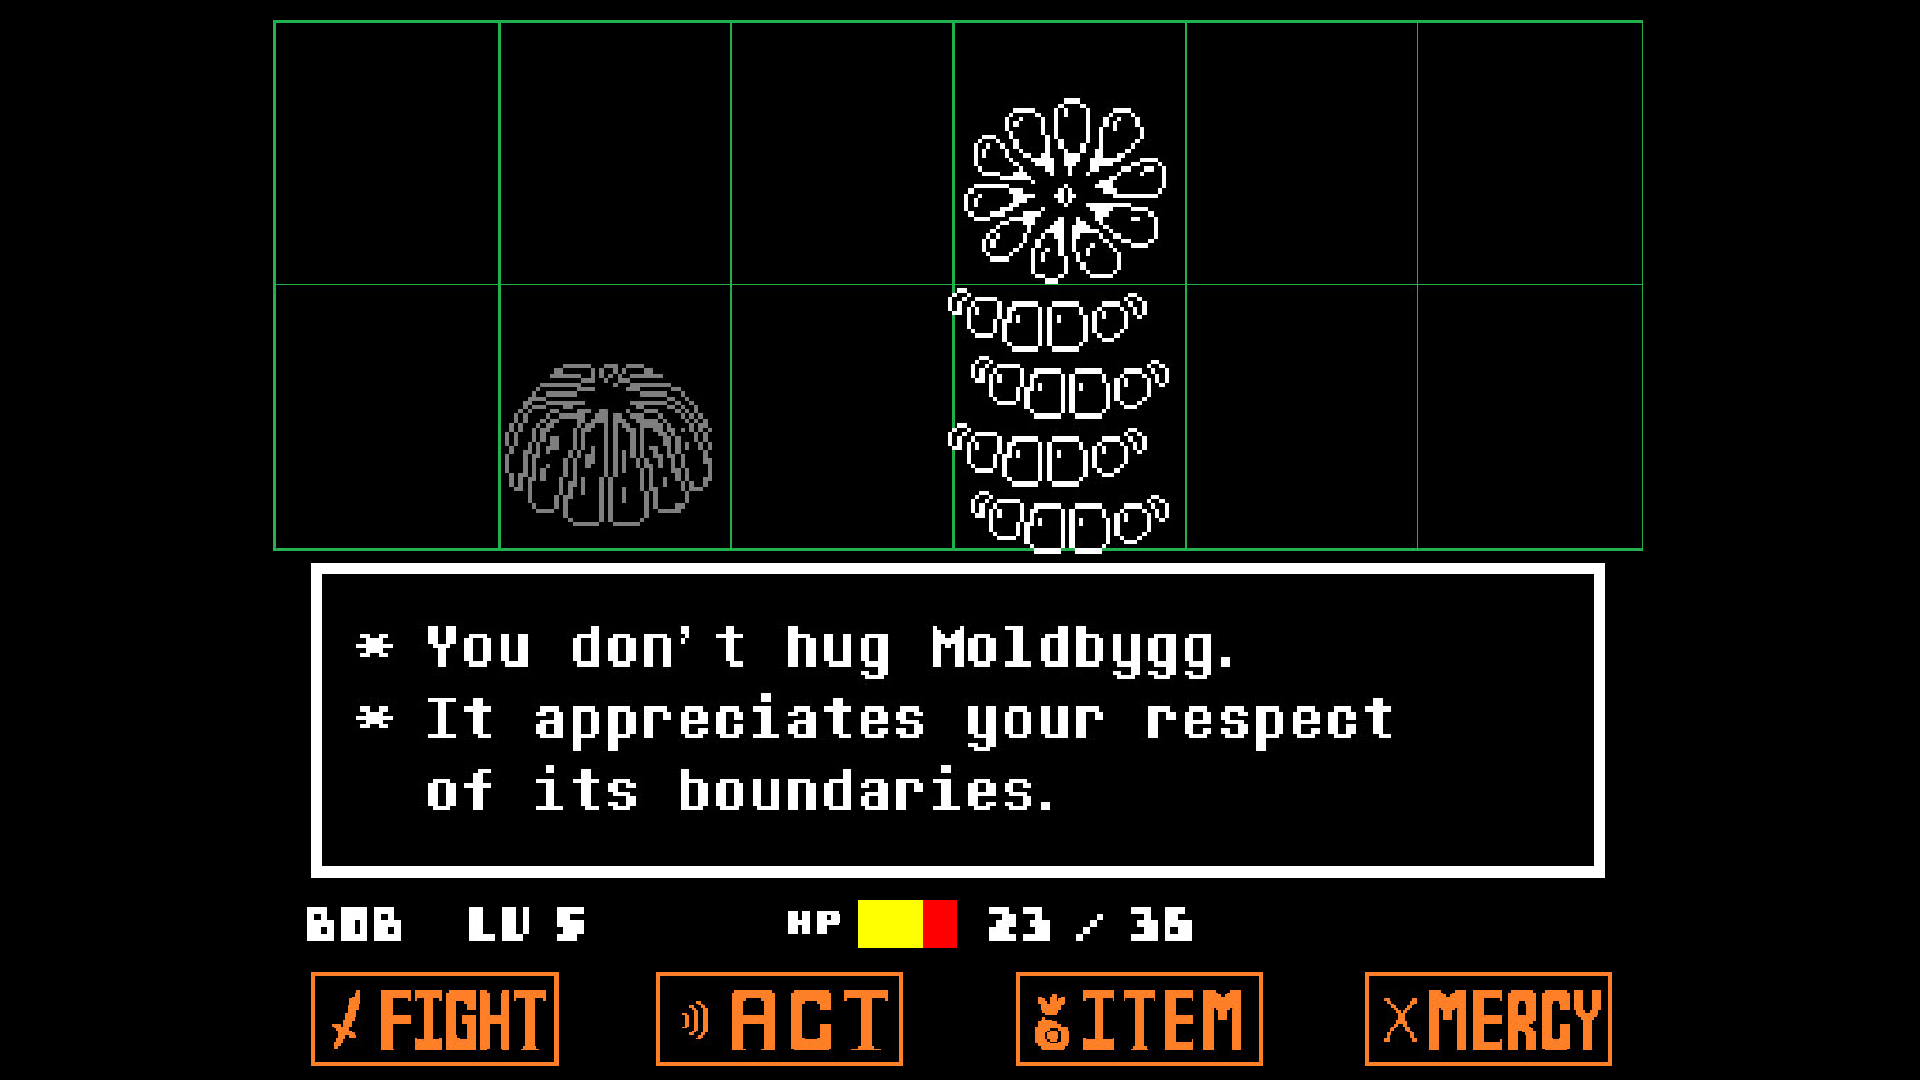 * You don't hug Moldbygg.
* It appreciates your respect
of its boundaries.
BOB LV 5 HP 23 / 36
FIGHT ACT ITEM MERCY